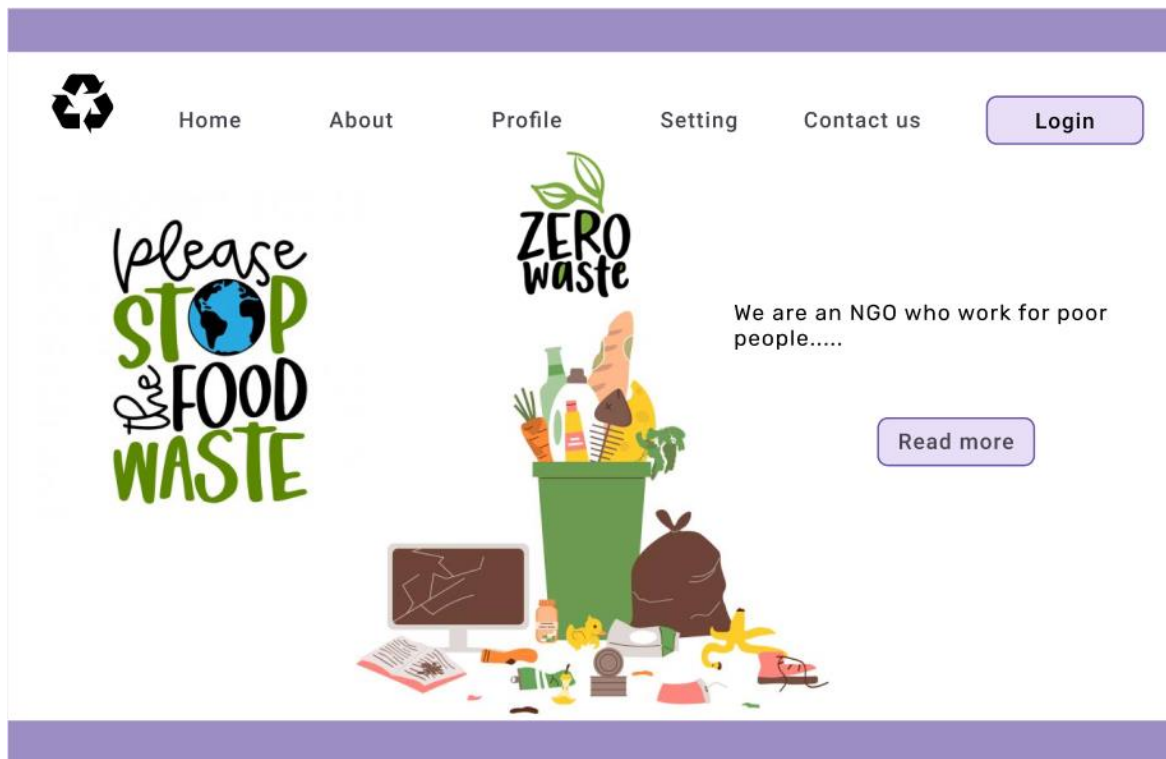 Home About Profile Setting Contact us Login
please
STOP
the FOOD
WASTE
ZERO
waste
We are an NGO who work for poor
people.....
Read more